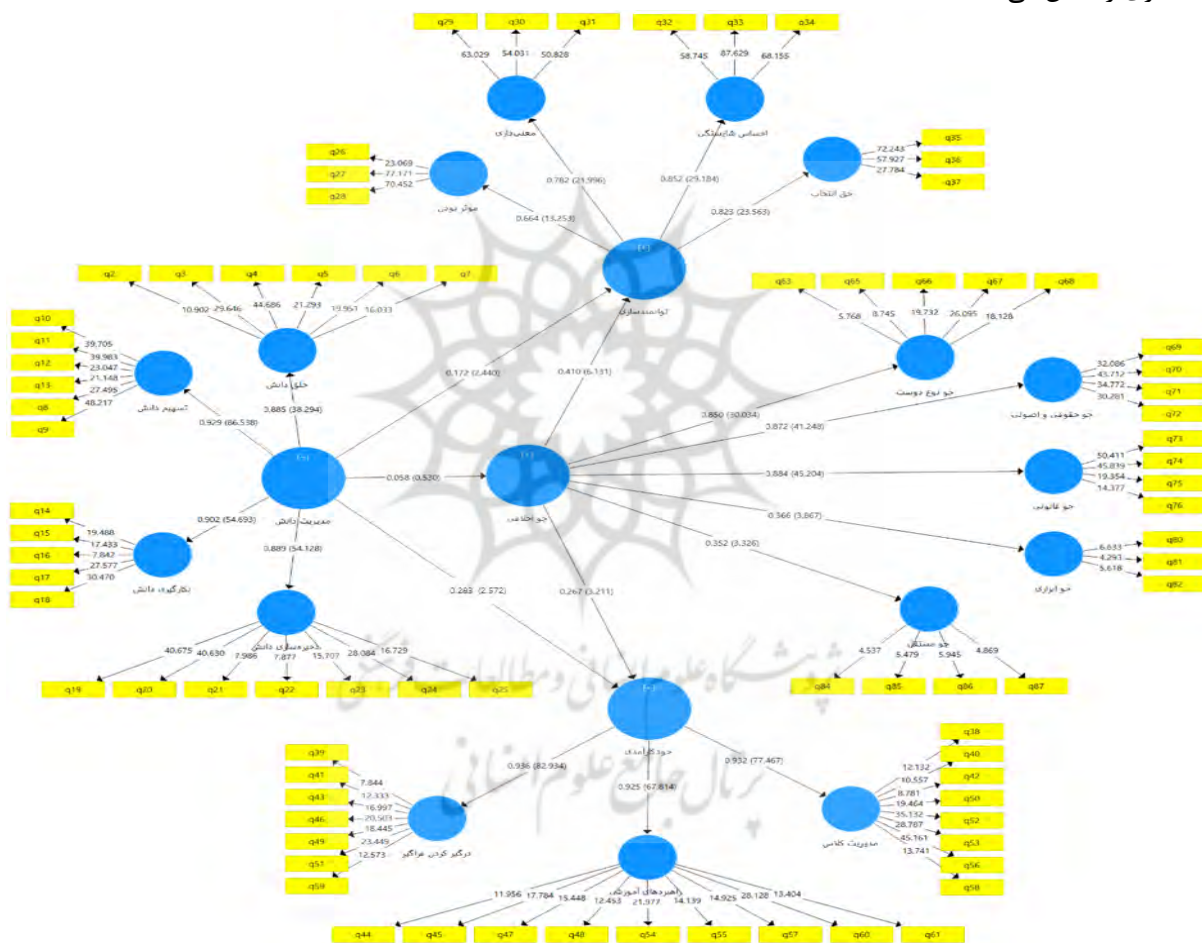 q29 q30 q31 q32 q33 q34
63.029 54.031 50.828 58.745 87.629 68.155
معنی‌داری
احساس شایستگی
q26
q27
q28
23.069
77.171
70.452
مؤثر بودن
q35
q36
q37
72.243
57.927
27.784
حق انتخاب
0.664 (13.253)
0.782 (21.996)
0.852 (29.184)
0.823 (23.563)
[+]
توانمندسازی
q2 q3 q4 q5 q6 q7
10.902 29.646 44.686 21.293 19.951 16.033
خلق دانش
q10
q11
q12
q13
q8
q9
39.705
39.983
23.047
21.148
27.495
48.217
تسهیم دانش
0.885 (38.294)
0.929 (86.538)
0.172 (2.440)
0.410 (6.131)
q63 q65 q66 q67 q68
5.768 8.745 19.732 26.095 18.128
جو نوع دوست
q69
q70
q71
q72
32.086
43.712
34.772
30.281
جو حقوقی و اصولی
q73
q74
q75
q76
50.411
45.839
19.354
14.377
جو قانونی
q80
q81
q82
6.833
4.293
5.618
جو ابزاری
0.850 (30.034)
0.872 (41.248)
0.884 (45.204)
0.366 (3.867)
0.352 (3.326)
مدیریت دانش
0.058 (0.520)
[+]
جو اخلاقی
q14
q15
q16
q17
q18
19.488
17.433
7.842
27.577
30.470
بکارگیری دانش
0.902 (54.693)
0.889 (54.128)
0.283 (2.572)
0.267 (3.211)
ذخیره‌سازی دانش
40.675 40.630 7.986 7.877 15.707 28.084 16.729
q19 q20 q21 q22 q23 q24 q25
جو مستقل
4.537 5.479 5.945 4.869
q84 q85 q86 q87
پژوهشگاه علوم انسانی و مطالعات فرهنگی
پرتال جامع علوم انسانی
خودکارآمدی
0.936 (82.934)
0.925 (67.814)
0.932 (77.467)
q39
q41
q43
q46
q49
q51
q59
7.844
12.333
16.997
20.503
18.445
23.449
12.573
درگیر کردن فراگیر
q38
q40
q42
q50
q52
q53
q56
q58
12.132
10.557
8.781
19.464
35.132
28.787
45.161
13.741
مدیریت کلاس
راهبردهای آموزشی
11.956 17.784 15.448 12.453 21.977 14.139 14.925 28.128 13.404
q44 q45 q47 q48 q54 q55 q57 q60 q61